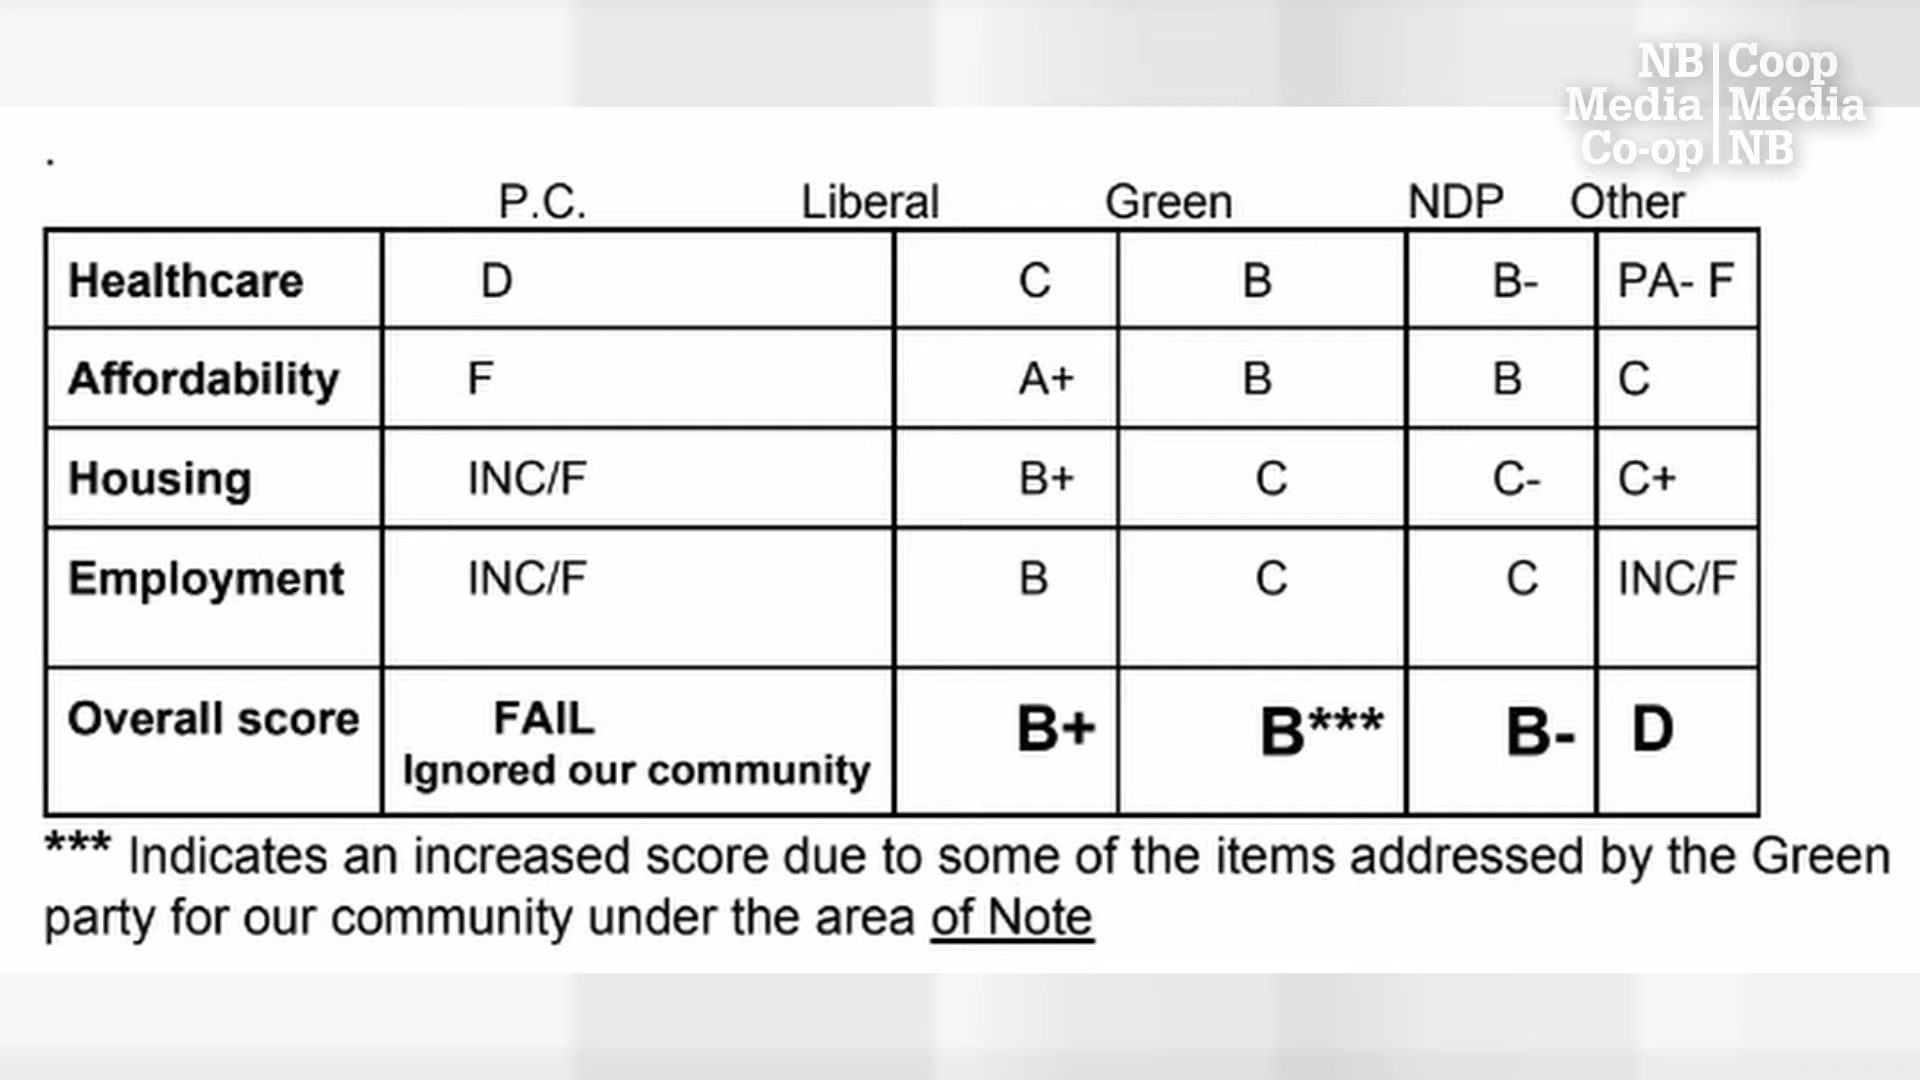 NB Coop
Media Média
Co-op NB
.
P.C. Liberal Green NDP Other
Healthcare D C B B- PA- F
Affordability F A+ B B C
Housing INC/F B+ C C- C+
Employment INC/F B C C INC/F
Overall score FAIL B+ B*** B- D
Ignored our community
*** Indicates an increased score due to some of the items addressed by the Green
party for our community under the area of Note